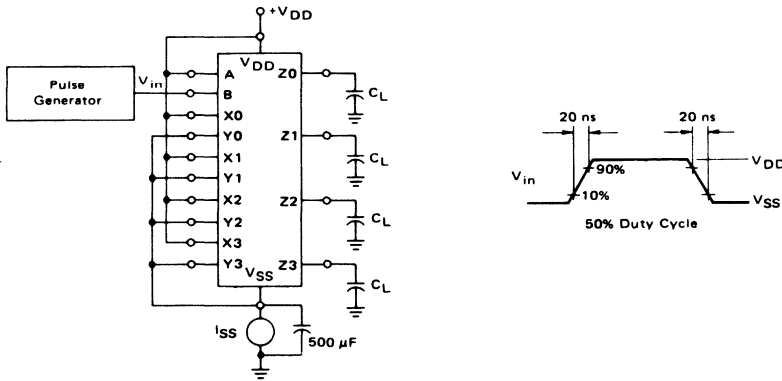 +VDD
Pulse
Generator
Vin
VDD
A
B
X0
Y0
X1
Y1
X2
Y2
X3
Y3
VSS
Z0
Z1
Z2
Z3
CL
CL
CL
CL
ISS
500 µF
20 ns
20 ns
Vin
90%
10%
VDD
VSS
50% Duty Cycle